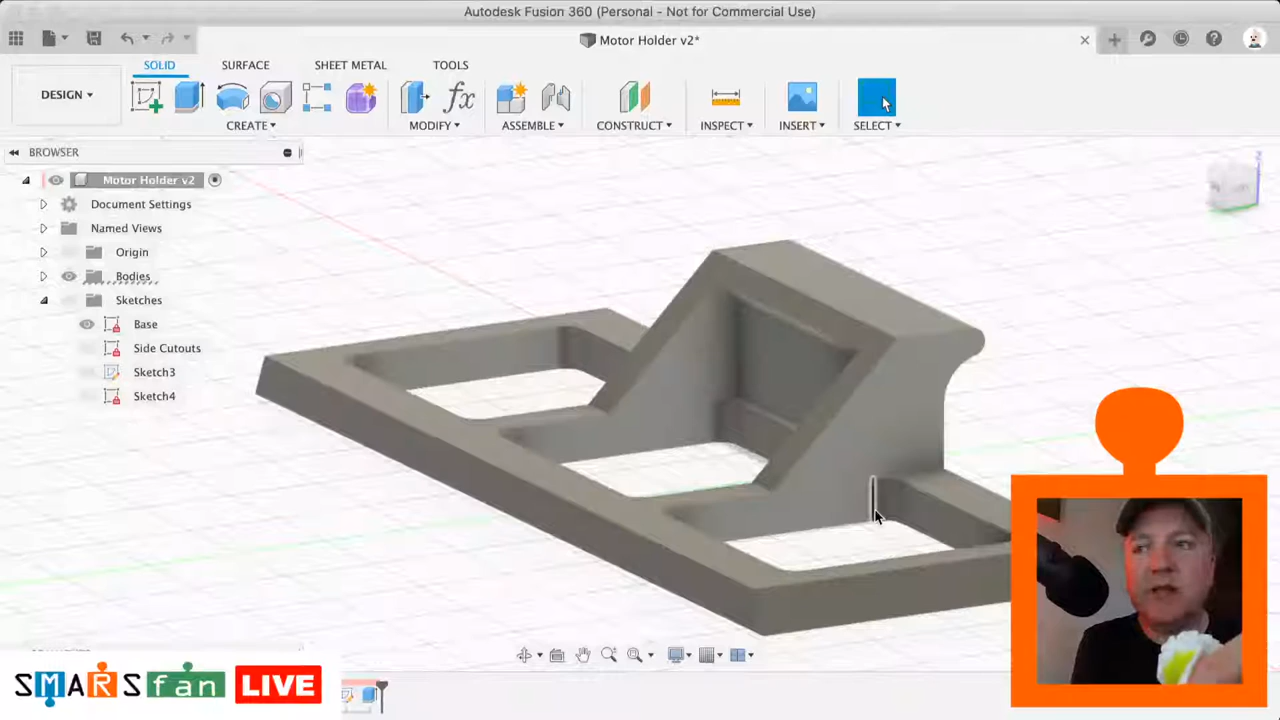 Autodesk Fusion 360 (Personal - Not for Commercial Use)
Motor Holder v2*
SOLID SURFACE SHEET METAL TOOLS
DESIGN
CREATE MODIFY ASSEMBLE CONSTRUCT INSPECT INSERT SELECT
BROWSER
Motor Holder v2
Document Settings
Named Views
Origin
Bodies
Sketches
Base
Side Cutouts
Sketch3
Sketch4
SMARSfan LIVE